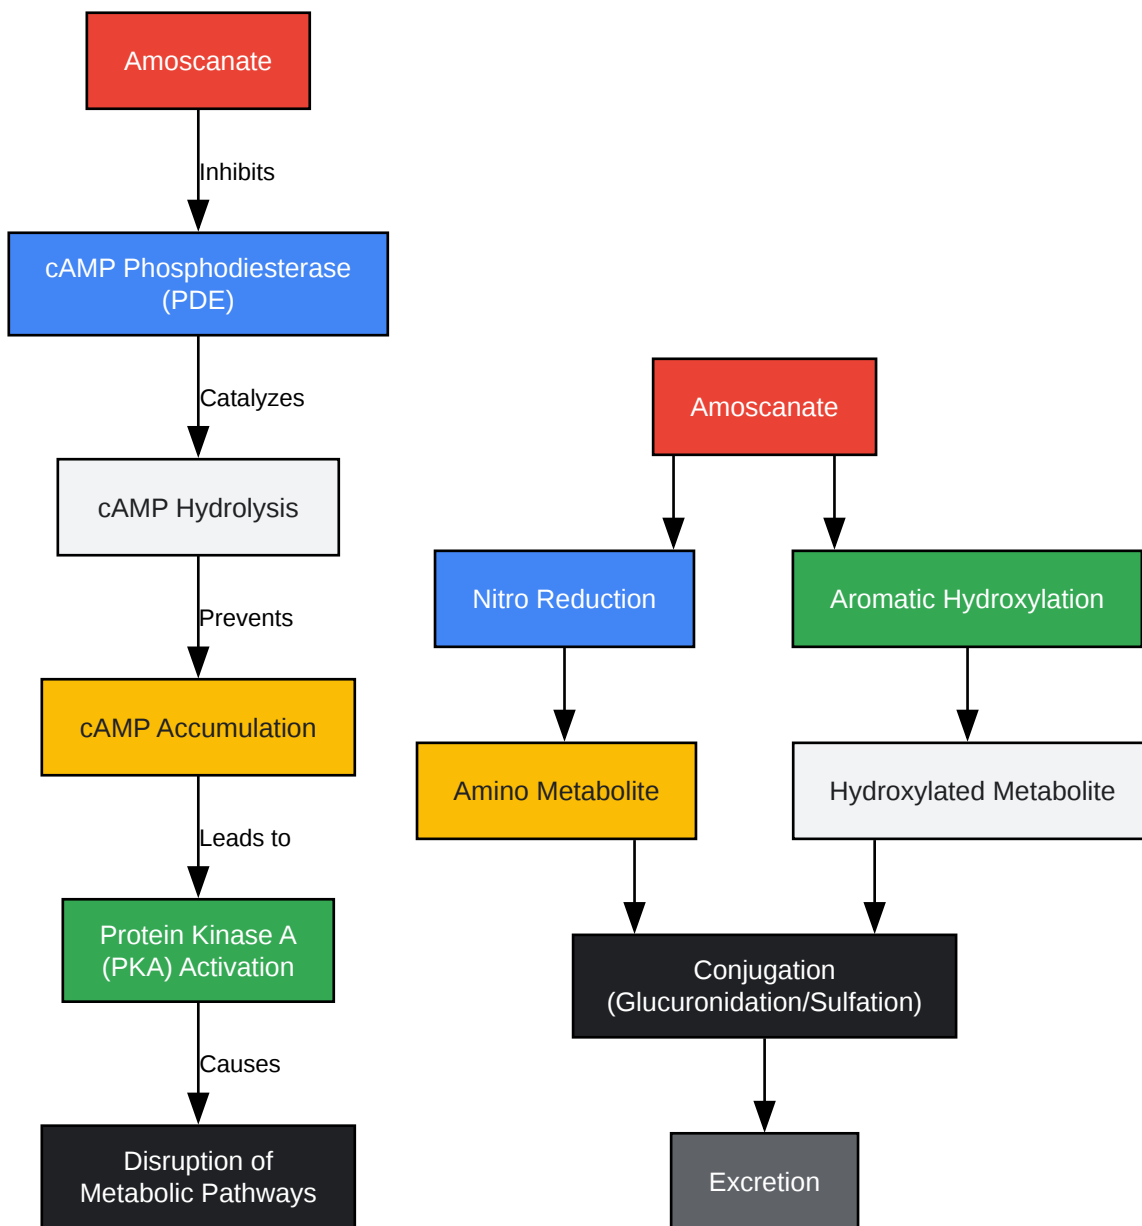 Amoscanate
Inhibits
cAMP Phosphodiesterase
(PDE)
Catalyzes
cAMP Hydrolysis
Prevents
cAMP Accumulation
Leads to
Protein Kinase A
(PKA) Activation
Causes
Disruption of
Metabolic Pathways
Amoscanate
Nitro Reduction
Aromatic Hydroxylation
Amino Metabolite
Hydroxylated Metabolite
Conjugation
(Glucuronidation/Sulfation)
Excretion